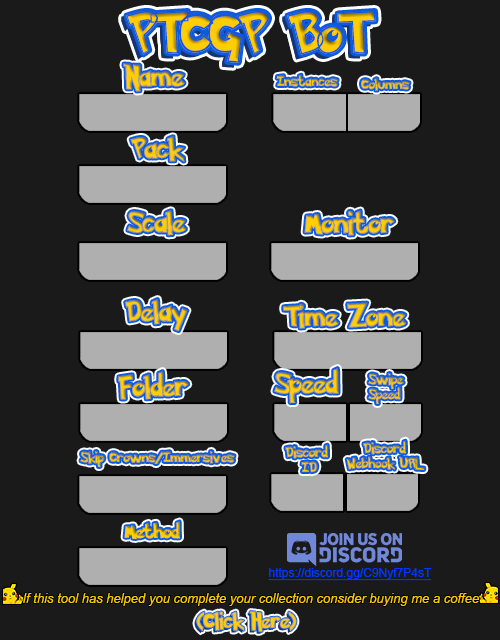 PTCGP BoT
Name
Instances Columns
Pack
Scale Monitor
Delay Time Zone
Folder Speed Swipe Speed
Skip Crowns/Immersives Discord ID Discord Webhook URL
Method
JOIN US ON
DISCORD
https://discord.gg/C9Nyf7P4sT
If this tool has helped you complete your collection consider buying me a coffee!
(Click Here)